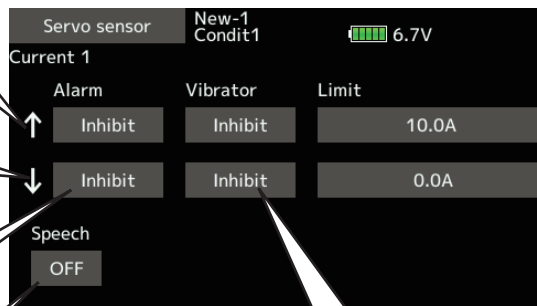 Servo sensor New-1
Condit1 6.7V
Current 1
Alarm Vibrator Limit
↑ Inhibit Inhibit 10.0A
↓ Inhibit Inhibit 0.0A
Speech
OFF